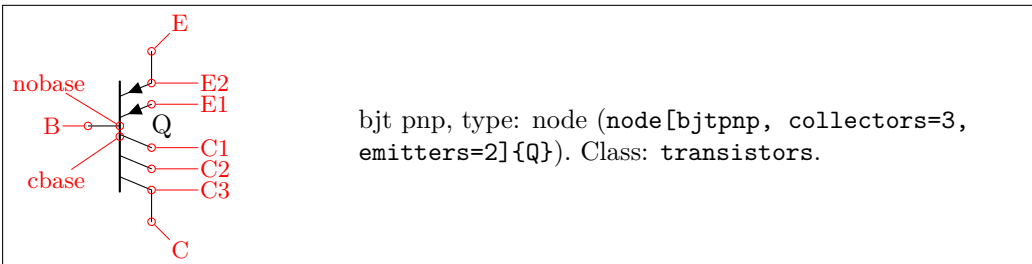 E
nobase
E2
E1
B
Q
C1
cbase
C2
C3
C
bjt pnp, type: node (node[bjtpnp, collectors=3,
emitters=2]{Q}). Class: transistors.